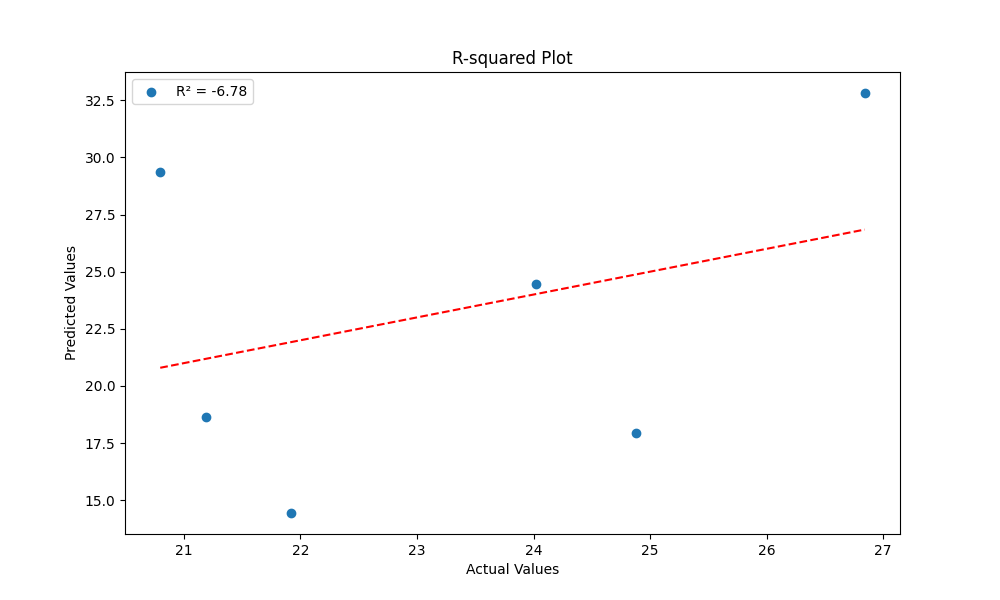 R-squared Plot
R² = -6.78
Predicted Values
32.5
30.0
27.5
25.0
22.5
20.0
17.5
15.0
21 22 23 24 25 26 27
Actual Values